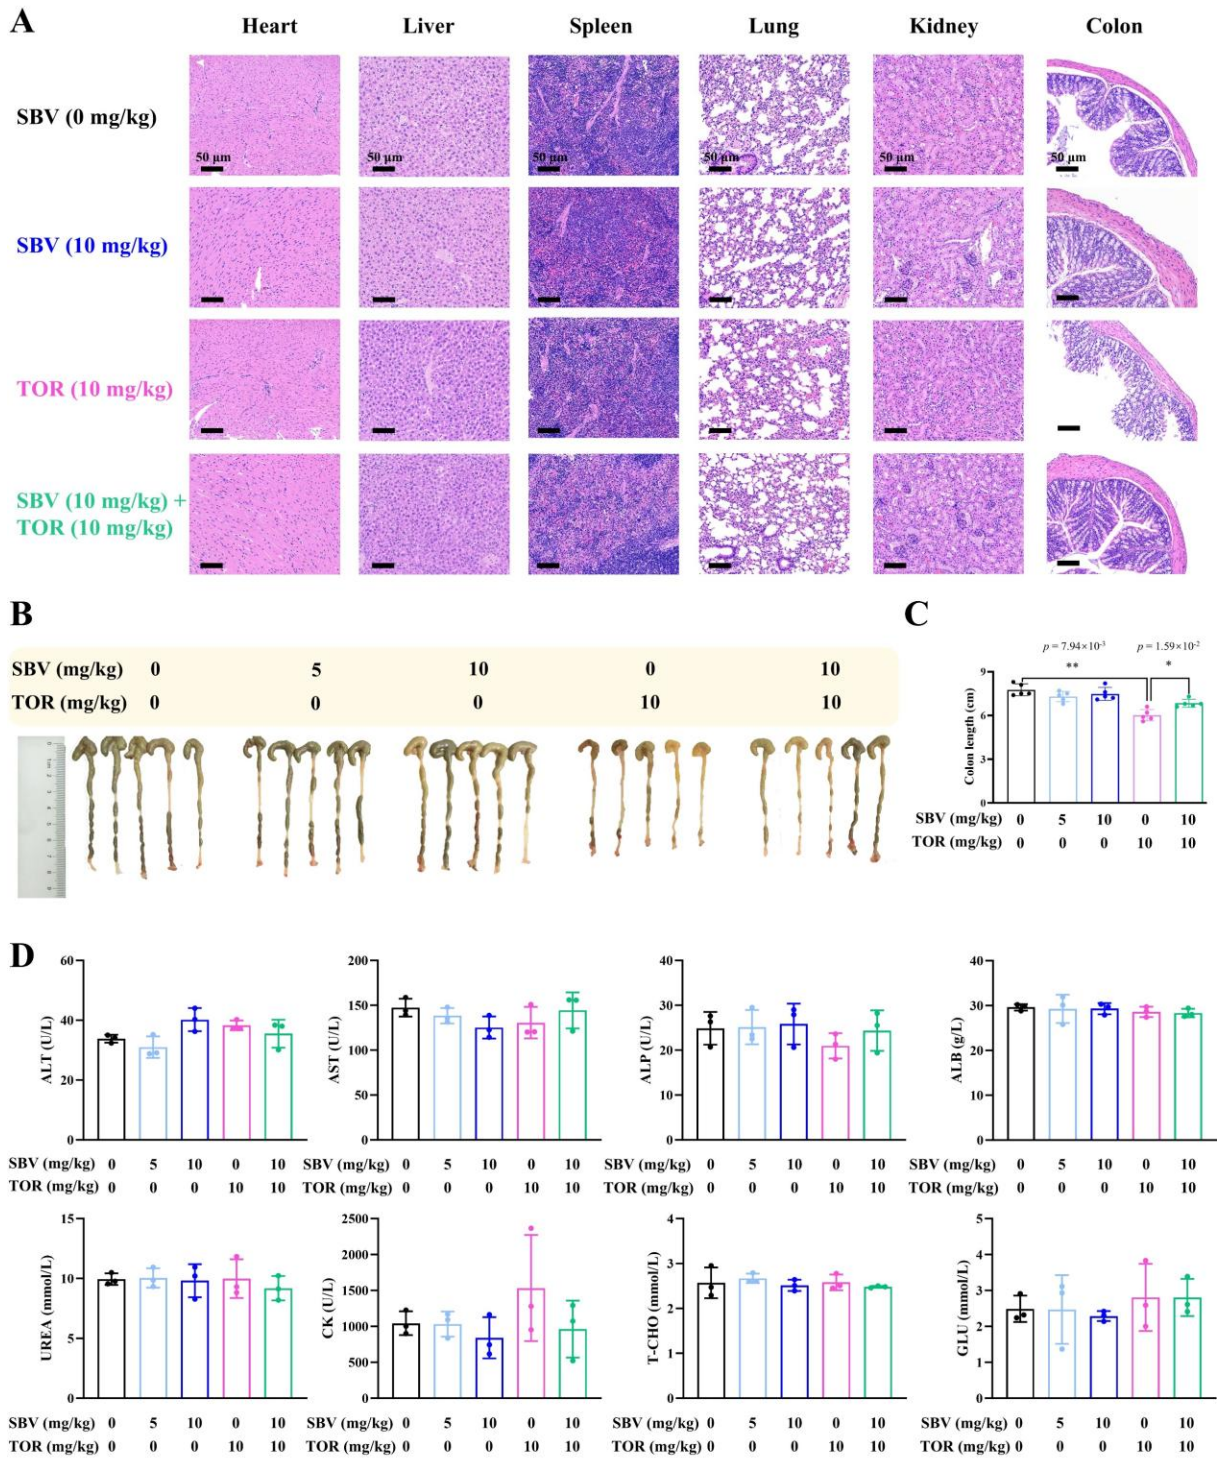 A
Heart Liver Spleen Lung Kidney Colon
SBV (0 mg/kg)
50 μm 50 μm 50 μm 50 μm 50 μm 50 μm
SBV (10 mg/kg)
TOR (10 mg/kg)
SBV (10 mg/kg) +
TOR (10 mg/kg)
B
SBV (mg/kg) 0 5 10 0 10
TOR (mg/kg) 0 0 0 10 10
C
p = 7.94×10⁻³ p = 1.59×10⁻²
** *
Colon length (cm)
9
6
3
0
SBV (mg/kg) 0 5 10 0 10
TOR (mg/kg) 0 0 0 10 10
D
ALT (U/L)
60
40
20
0
SBV (mg/kg) 0 5 10 0 10
TOR (mg/kg) 0 0 0 10 10
AST (U/L)
200
150
100
50
0
SBV (mg/kg) 0 5 10 0 10
TOR (mg/kg) 0 0 0 10 10
ALP (U/L)
40
30
20
10
0
SBV (mg/kg) 0 5 10 0 10
TOR (mg/kg) 0 0 0 10 10
ALB (g/L)
40
30
20
10
0
SBV (mg/kg) 0 5 10 0 10
TOR (mg/kg) 0 0 0 10 10
UREA (mmol/L)
15
10
5
0
SBV (mg/kg) 0 5 10 0 10
TOR (mg/kg) 0 0 0 10 10
CK (U/L)
2500
2000
1500
1000
500
0
SBV (mg/kg) 0 5 10 0 10
TOR (mg/kg) 0 0 0 10 10
T-CHO (mmol/L)
4
3
2
1
0
SBV (mg/kg) 0 5 10 0 10
TOR (mg/kg) 0 0 0 10 10
GLU (mmol/L)
5
4
3
2
1
0
SBV (mg/kg) 0 5 10 0 10
TOR (mg/kg) 0 0 0 10 10